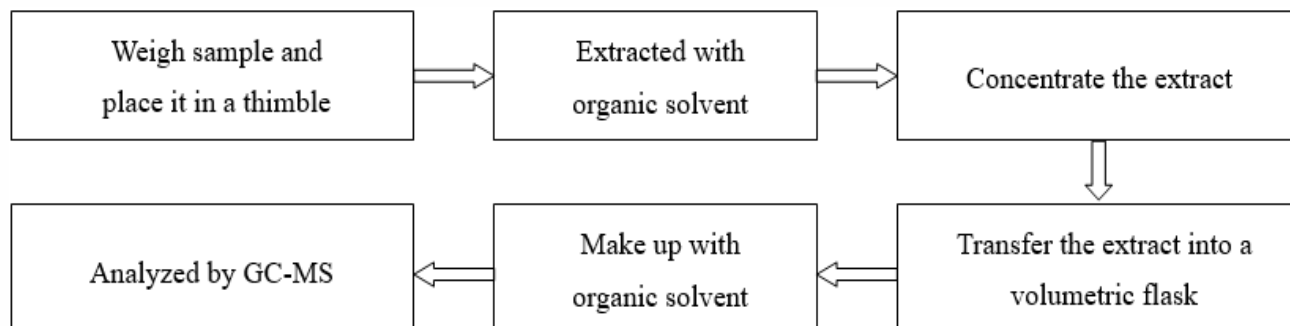 Weigh sample and
place it in a thimble
Extracted with
organic solvent
Concentrate the extract
Transfer the extract into a
volumetric flask
Make up with
organic solvent
Analyzed by GC-MS